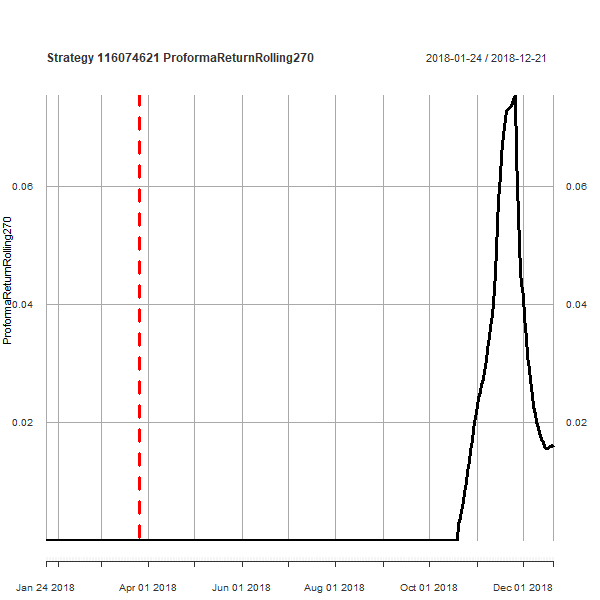 Strategy 116074621 ProformaReturnRolling270
2018-01-24 / 2018-12-21
ProformaReturnRolling270
0.06
0.06
0.04
0.04
0.02
0.02
Jan 24 2018
Apr 01 2018
Jun 01 2018
Aug 01 2018
Oct 01 2018
Dec 01 2018